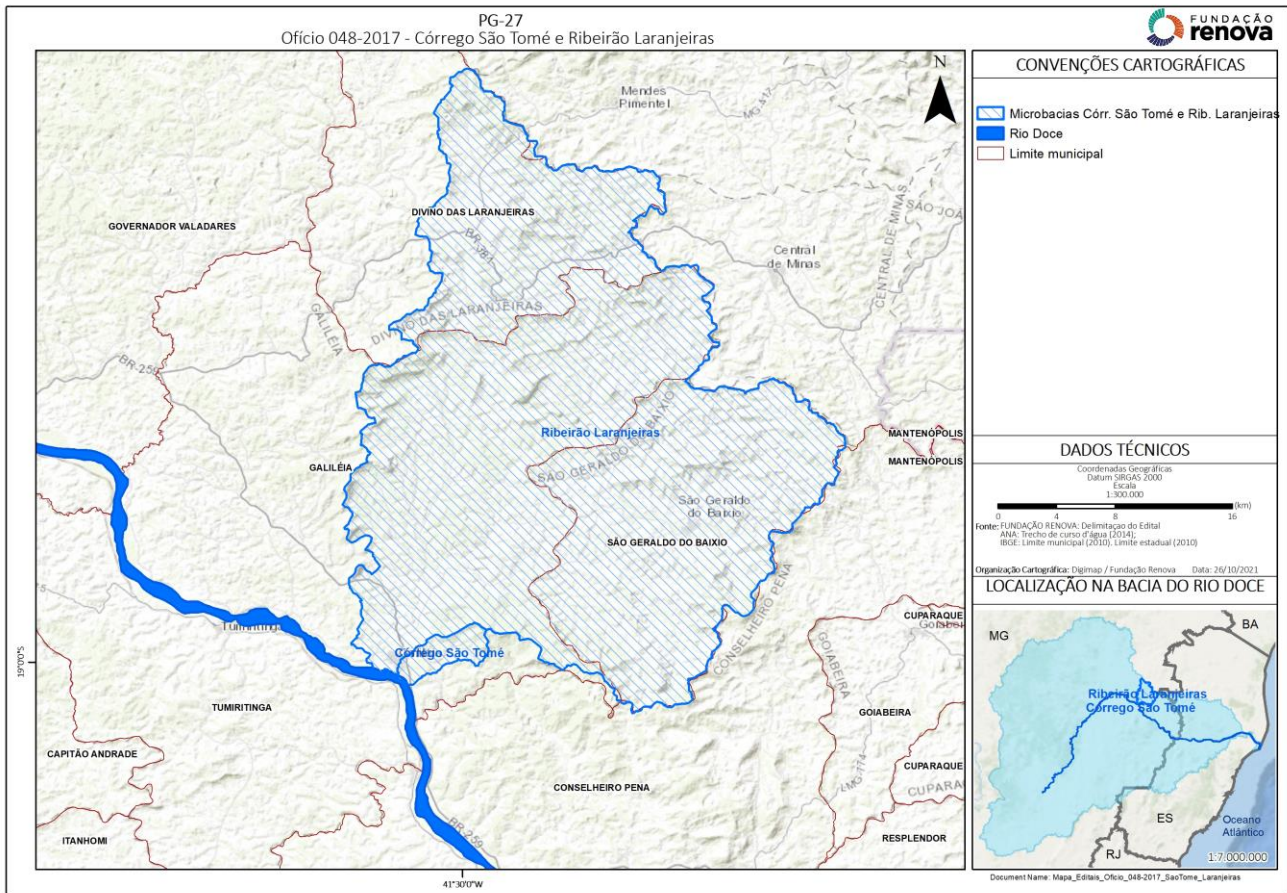 PG-27
Ofício 048-2017 - Córrego São Tomé e Ribeirão Laranjeiras
FUNDAÇÃO
renova
N
Mendes
Pimentel
MG-417
DIVINO DAS LARANJEIRAS
GOVERNADOR VALADARES
BR-381
Central
de Minas
CENTRAL DE MINAS
SÃO JOÃ
GALILÉIA
DIVINO DAS LARANJEIRAS
BR-259
Ribeirão Laranjeiras
SÃO GERALDO DO BAIXIO
MANTENÓPOLIS
MANTENÓPOLIS
GALILÉIA
São Geraldo
do Baixio
SÃO GERALDO DO BAIXIO
Tumiritinga
Córrego São Tomé
CONSELHEIRO PENA
CUPARAQUE
Goiabei
GOIABEIRA
GOIABEIRA
TUMIRITINGA
CAPITÃO ANDRADE
CONSELHEIRO PENA
MG-774
CUPARAQUE
CUPARAQ
ITANHOMI
BR-259
RESPLENDOR
19°0'0"S
41°30'0"W
CONVENÇÕES CARTOGRÁFICAS
Microbacias Córr. São Tomé e Rib. Laranjeiras
Rio Doce
Limite municipal
DADOS TÉCNICOS
Coordenadas Geográficas
Datum SIRGAS 2000
Escala
1:300.000
(km)
0 4 8 16
Fonte: FUNDAÇÃO RENOVA: Delimitaçao do Edital
ANA: Trecho de curso d'água (2014);
IBGE: Limite municipal (2010). Limite estadual (2010)
Organização Cartográfica: Digimap / Fundação Renova Data: 26/10/2021
LOCALIZAÇÃO NA BACIA DO RIO DOCE
MG
BA
Ribeirão Laranjeiras
Córrego São Tomé
ES
Oceano
Atlântico
RJ
1:7.000.000
Document Name: Mapa_Editais_Oficio_048-2017_SaoTome_Laranjeiras